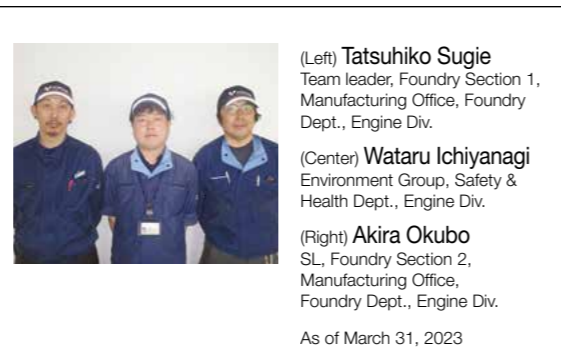 (Left) Tatsuhiko Sugie
Team leader, Foundry Section 1,
Manufacturing Office, Foundry
Dept., Engine Div.
(Center) Wataru Ichiyanagi
Environment Group, Safety &
Health Dept., Engine Div.
(Right) Akira Okubo
SL, Foundry Section 2,
Manufacturing Office,
Foundry Dept., Engine Div.
As of March 31, 2023